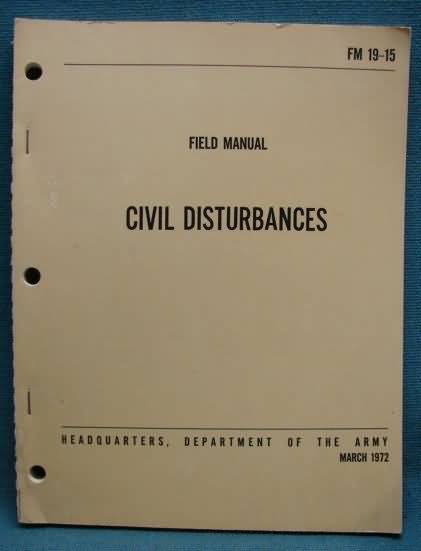 FM 19-15
FIELD MANUAL
CIVIL DISTURBANCES
HEADQUARTERS, DEPARTMENT OF THE ARMY
MARCH 1972